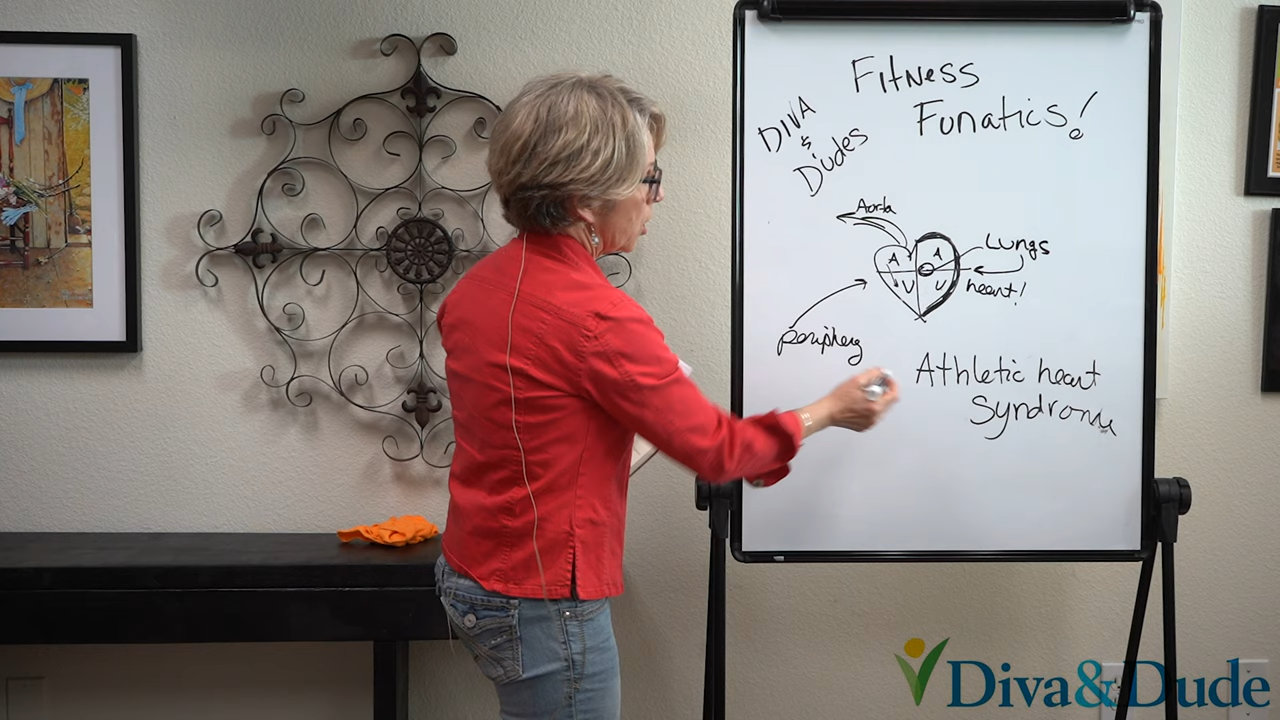 Fitness
Funatics!
DIVA
&
Dudes
Aorta
A A
Lungs
V V
heart!
periphery
Athletic heart
Syndrome
Diva&Dude